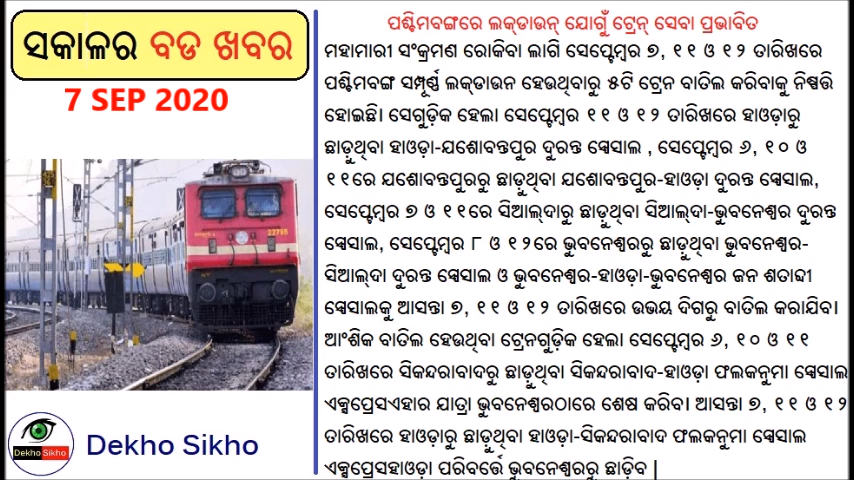 ସକାଳର ବଡ ଖବର
7 SEP 2020
22795
Dekho Sikho
Dekho Sikho
ପଶ୍ଚିମବଙ୍ଗରେ ଲକ୍‌ଡାଉନ୍ ଯୋଗୁଁ ଟ୍ରେନ୍ ସେବା ପ୍ରଭାବିତ
ମହାମାରୀ ସଂକ୍ରମଣ ରୋକିବା ଲାଗି ସେପ୍ଟେମ୍ବର ୭, ୧୧ ଓ ୧୨ ତାରିଖରେ
ପଶ୍ଚିମବଙ୍ଗ ସମ୍ପୂର୍ଣ୍ଣ ଲକ୍‌ଡାଉନ ହେଉଥିବାରୁ ୫ଟି ଟ୍ରେନ ବାତିଲ କରିବାକୁ ନିଷ୍ପତ୍ତି
ହୋଇଛି। ସେଗୁଡ଼ିକ ହେଲା ସେପ୍ଟେମ୍ବର ୧୧ ଓ ୧୨ ତାରିଖରେ ହାଓଡ଼ାରୁ
ଛାଡ଼ୁଥିବା ହାଓଡ଼ା-ଯଶୋବନ୍ତପୁର ଦୁରନ୍ତ ସ୍ପେସାଲ , ସେପ୍ଟେମ୍ବର ୬, ୧୦ ଓ
୧୧ରେ ଯଶୋବନ୍ତପୁରରୁ ଛାଡ଼ୁଥିବା ଯଶୋବନ୍ତପୁର-ହାଓଡ଼ା ଦୁରନ୍ତ ସ୍ପେସାଲ,
ସେପ୍ଟେମ୍ବର ୭ ଓ ୧୧ରେ ସିଆଲ୍‌ଦାରୁ ଛାଡ଼ୁଥିବା ସିଆଲ୍‌ଦା-ଭୁବନେଶ୍ୱର ଦୁରନ୍ତ
ସ୍ପେସାଲ, ସେପ୍ଟେମ୍ବର ୮ ଓ ୧୨ରେ ଭୁବନେଶ୍ୱରରୁ ଛାଡ଼ୁଥିବା ଭୁବନେଶ୍ୱର-
ସିଆଲ୍‌ଦା ଦୁରନ୍ତ ସ୍ପେସାଲ ଓ ଭୁବନେଶ୍ୱର-ହାଓଡ଼ା-ଭୁବନେଶ୍ୱର ଜନ ଶତାବ୍ଦୀ
ସ୍ପେସାଲକୁ ଆସନ୍ତା ୭, ୧୧ ଓ ୧୨ ତାରିଖରେ ଉଭୟ ଦିଗରୁ ବାତିଲ କରାଯିବ।
ଆଂଶିକ ବାତିଲ ହେଉଥିବା ଟ୍ରେନଗୁଡ଼ିକ ହେଲା ସେପ୍ଟେମ୍ବର ୬, ୧୦ ଓ ୧୧
ତାରିଖରେ ସିକନ୍ଦରାବାଦରୁ ଛାଡ଼ୁଥିବା ସିକନ୍ଦରାବାଦ-ହାଓଡ଼ା ଫଲକନୁମା ସ୍ପେସାଲ
ଏକ୍ସପ୍ରେସଏହାର ଯାତ୍ରା ଭୁବନେଶ୍ୱରଠାରେ ଶେଷ କରିବ। ଆସନ୍ତା ୭, ୧୧ ଓ ୧୨
ତାରିଖରେ ହାଓଡ଼ାରୁ ଛାଡ଼ୁଥିବା ହାଓଡ଼ା-ସିକନ୍ଦରାବାଦ ଫଲକନୁମା ସ୍ପେସାଲ
ଏକ୍ସପ୍ରେସହାଓଡ଼ା ପରିବର୍ତ୍ତେ ଭୁବନେଶ୍ୱରରୁ ଛାଡ଼ିବ |